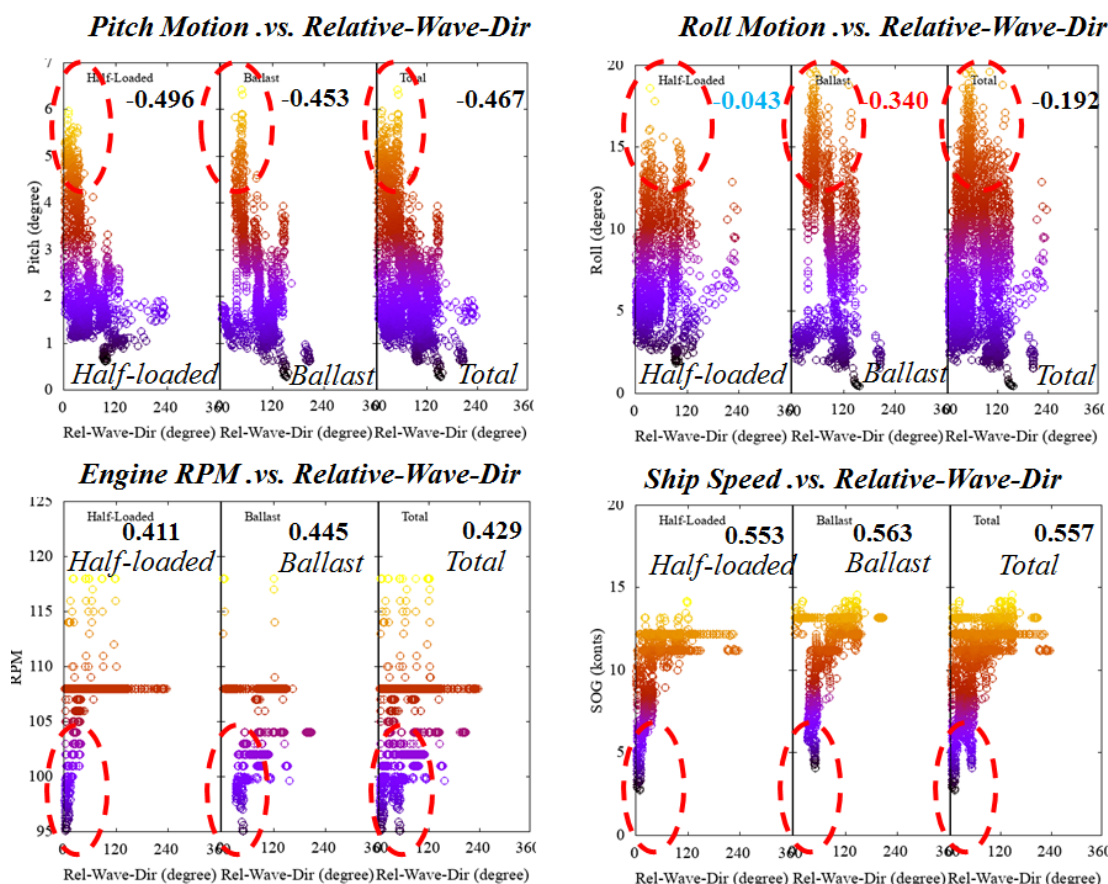 Pitch Motion .vs. Relative-Wave-Dir
7
6
5
4
3
2
1
0
Pitch (degree)
Half-Loaded
-0.496
Half-loaded
Ballast
-0.453
Ballast
Total
-0.467
Total
0 120 240 360 120 240 360 120 240 360
Rel-Wave-Dir (degree) Rel-Wave-Dir (degree) Rel-Wave-Dir (degree)
Roll Motion .vs. Relative-Wave-Dir
20
15
10
5
0
Roll (degree)
Half-Loaded
-0.043
Half-loaded
Ballast
-0.340
Ballast
Total
-0.192
Total
0 120 240 360 120 240 360 120 240 360
Rel-Wave-Dir (degree) Rel-Wave-Dir (degree) Rel-Wave-Dir (degree)
Engine RPM .vs. Relative-Wave-Dir
125
120
115
110
105
100
95
RPM
Half-Loaded
0.411
Half-loaded
Ballast
0.445
Ballast
Total
0.429
Total
0 120 240 360 120 240 360 120 240 360
Rel-Wave-Dir (degree) Rel-Wave-Dir (degree) Rel-Wave-Dir (degree)
Ship Speed .vs. Relative-Wave-Dir
20
15
10
5
0
SOG (konts)
Half-Loaded
0.553
Half-loaded
Ballast
0.563
Ballast
Total
0.557
Total
0 120 240 360 120 240 360 120 240 360
Rel-Wave-Dir (degree) Rel-Wave-Dir (degree) Rel-Wave-Dir (degree)